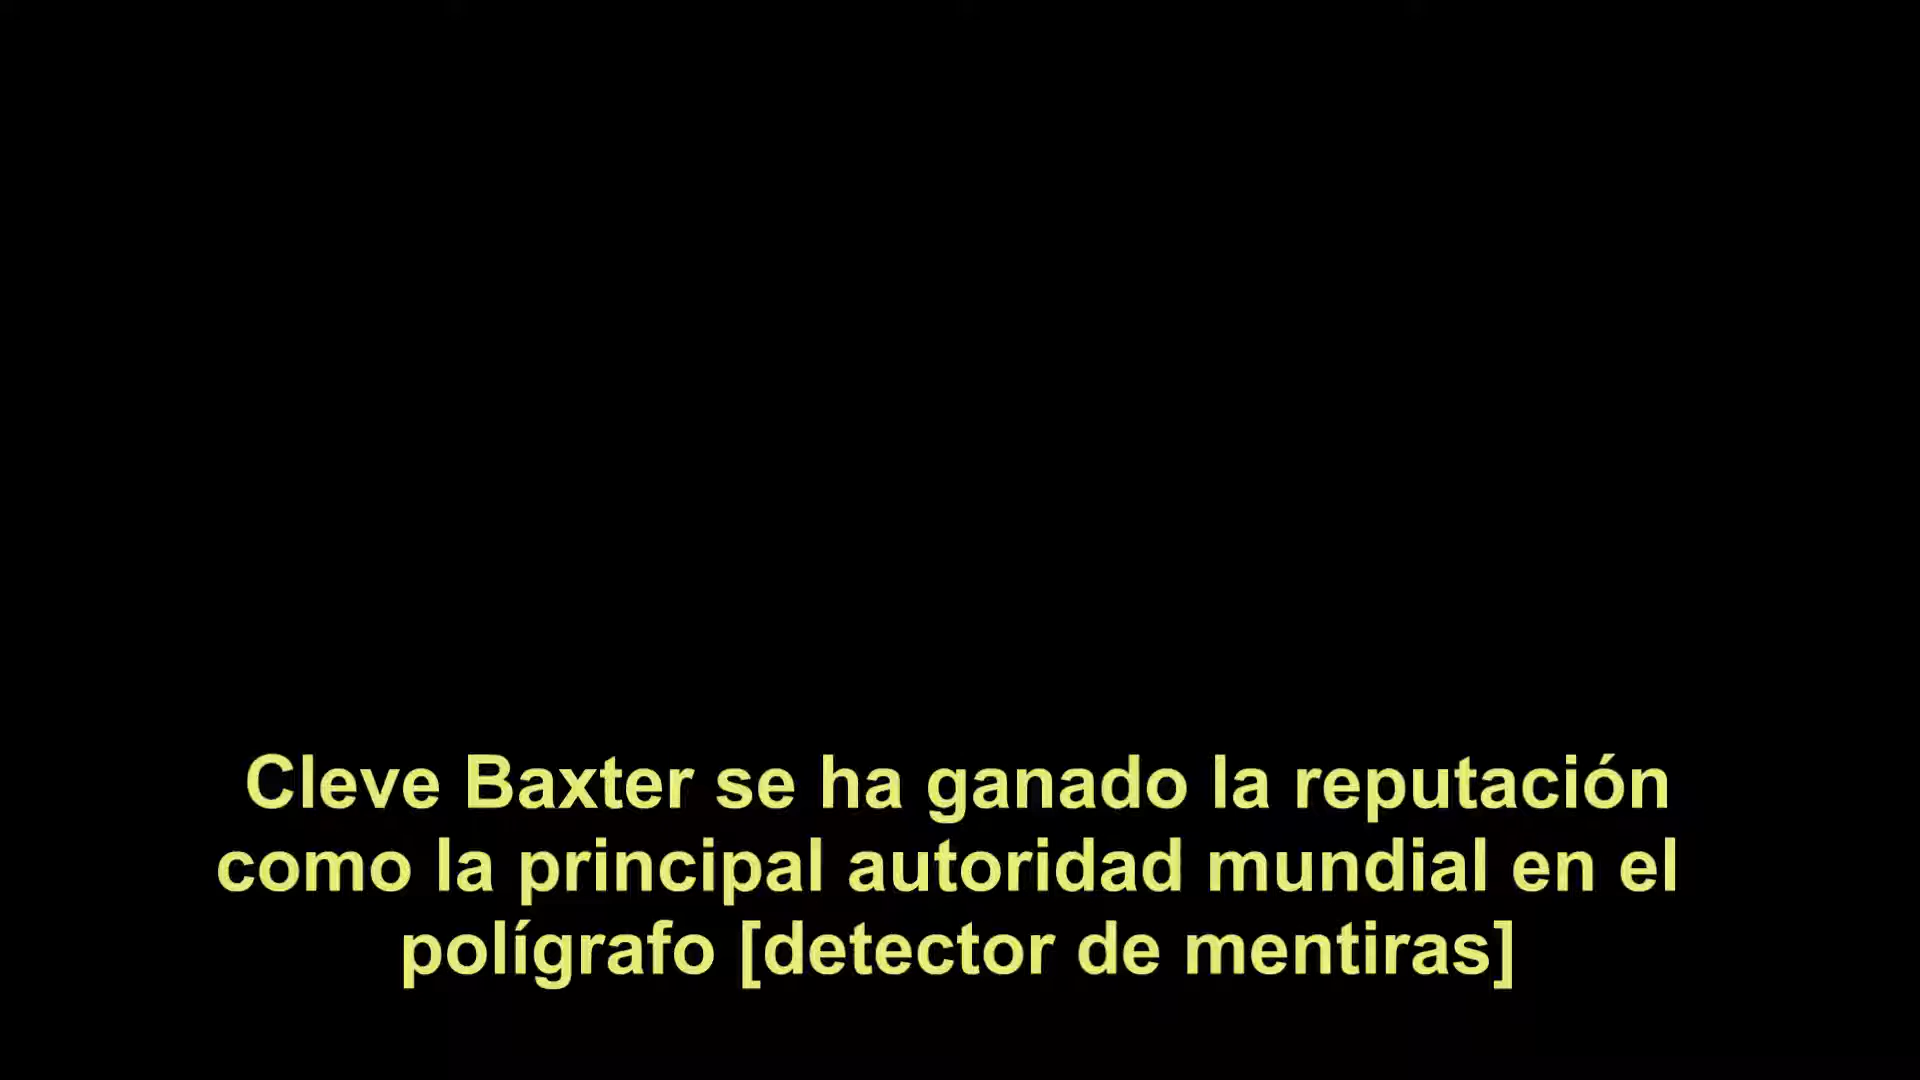 Cleve Baxter se ha ganado la reputación
como la principal autoridad mundial en el
polígrafo [detector de mentiras]